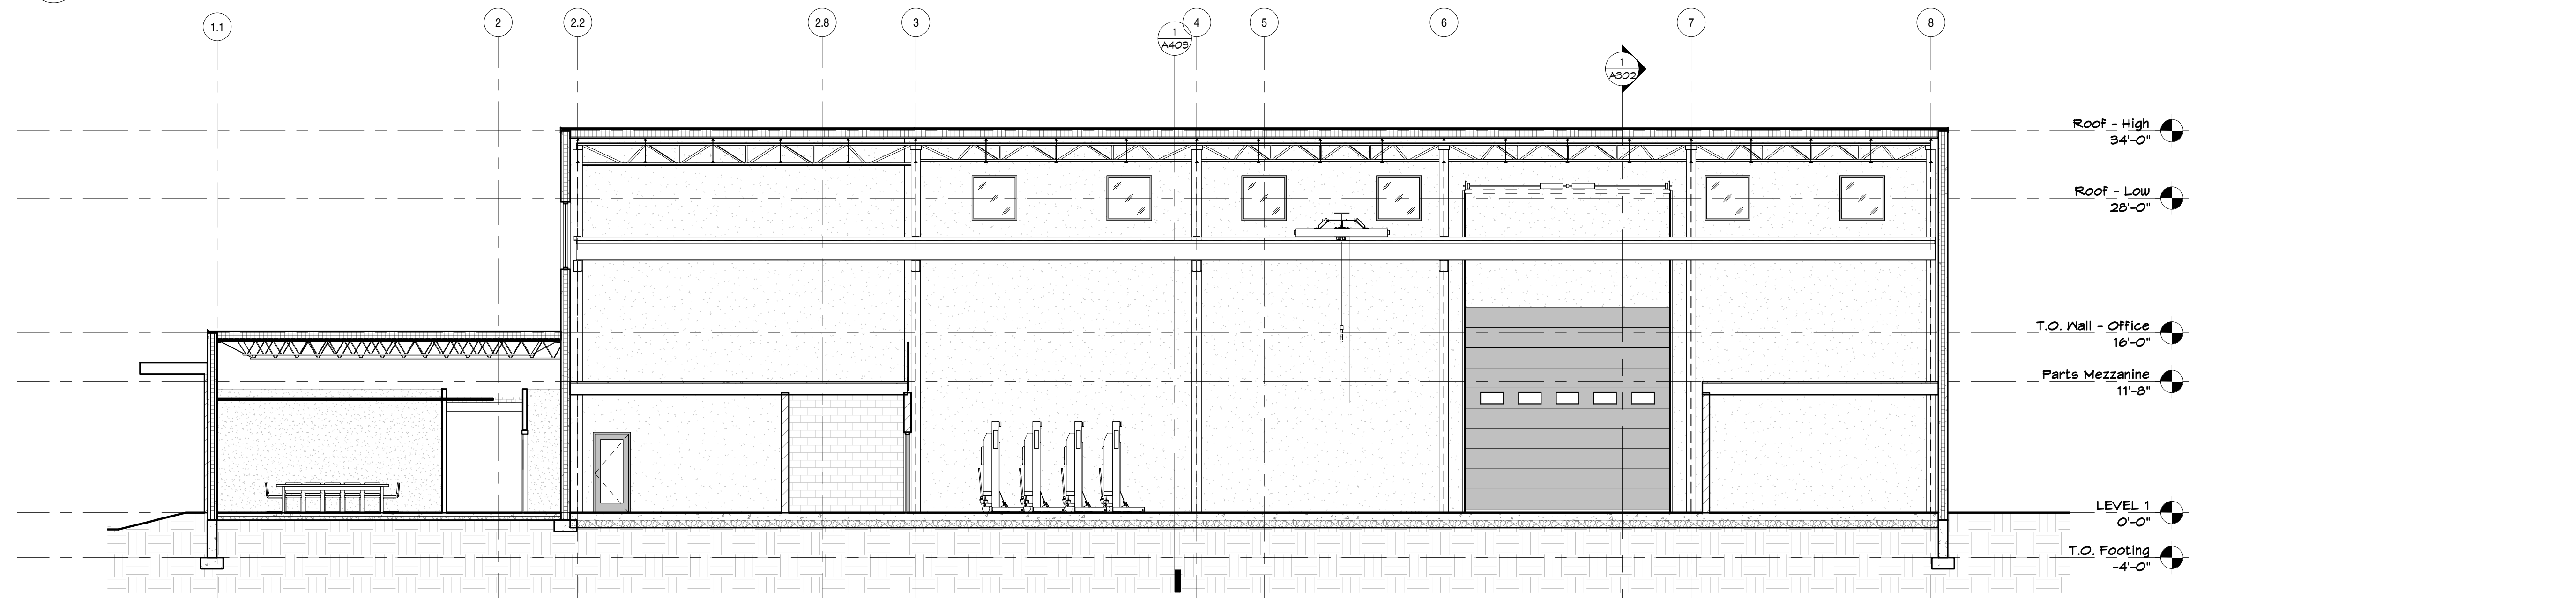 1.1
2
2.2
2.8
3
1
A403
4
5
6
1
A302
7
8
Roof - High
34'-0"
Roof - Low
28'-0"
T.O. Wall - Office
16'-0"
Parts Mezzanine
11'-8"
LEVEL 1
0'-0"
T.O. Footing
-4'-0"